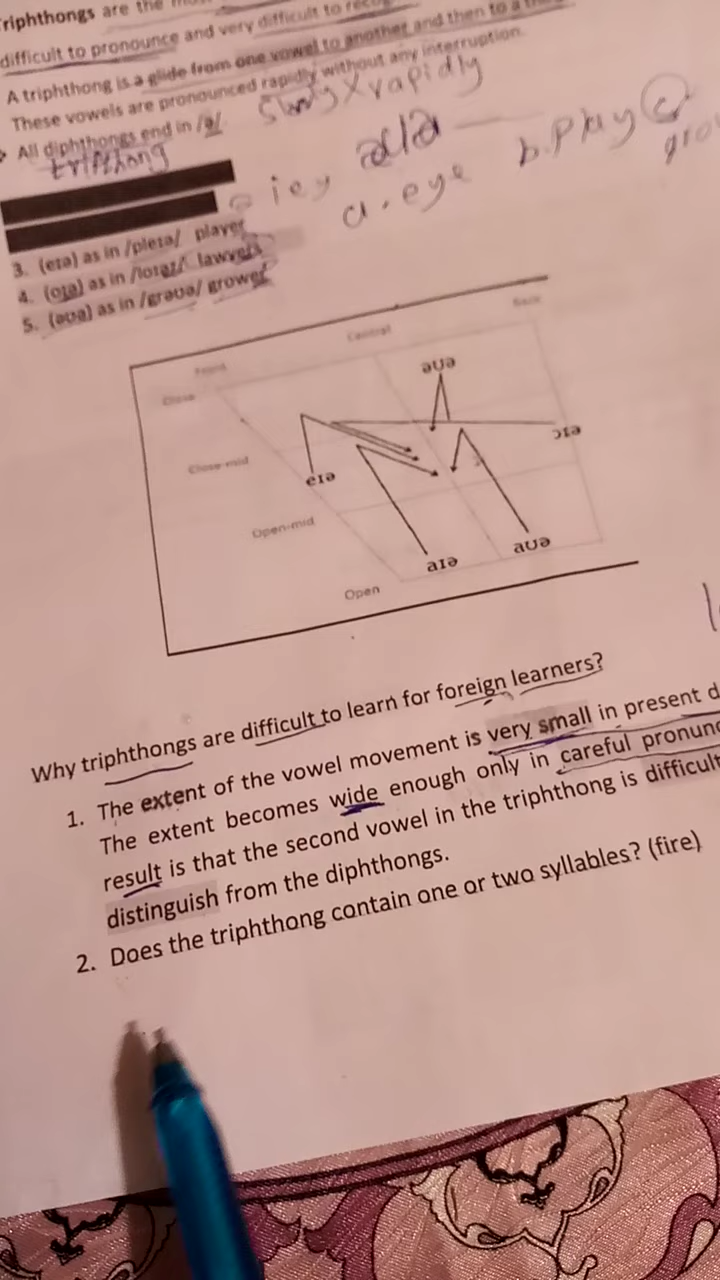 Triphthongs are the
difficult to pronounce and very difficult to
A triphthong is a glide from one vowel to another and then to a
These vowels are pronounced rapidly without any interruption.
rapidly
All diphthongs end in /ə/.
əʊə
a. eye b. play
3. (eɪə) as in /pleɪə/ player
4. (oɪə) as in lawyer
5. (əʊə) as in /grəʊə/ grower
Front Central Back
Close
əʊə
ɔɪə
Close-mid
eɪə
Open-mid
aʊə
aɪə
Open
Why triphthongs are difficult to learn for foreign learners?
1. The extent of the vowel movement is very small in present
The extent becomes wide enough only in careful
result is that the second vowel in the triphthong is difficult
distinguish from the diphthongs.
2. Does the triphthong contain one or two syllables? (fire)